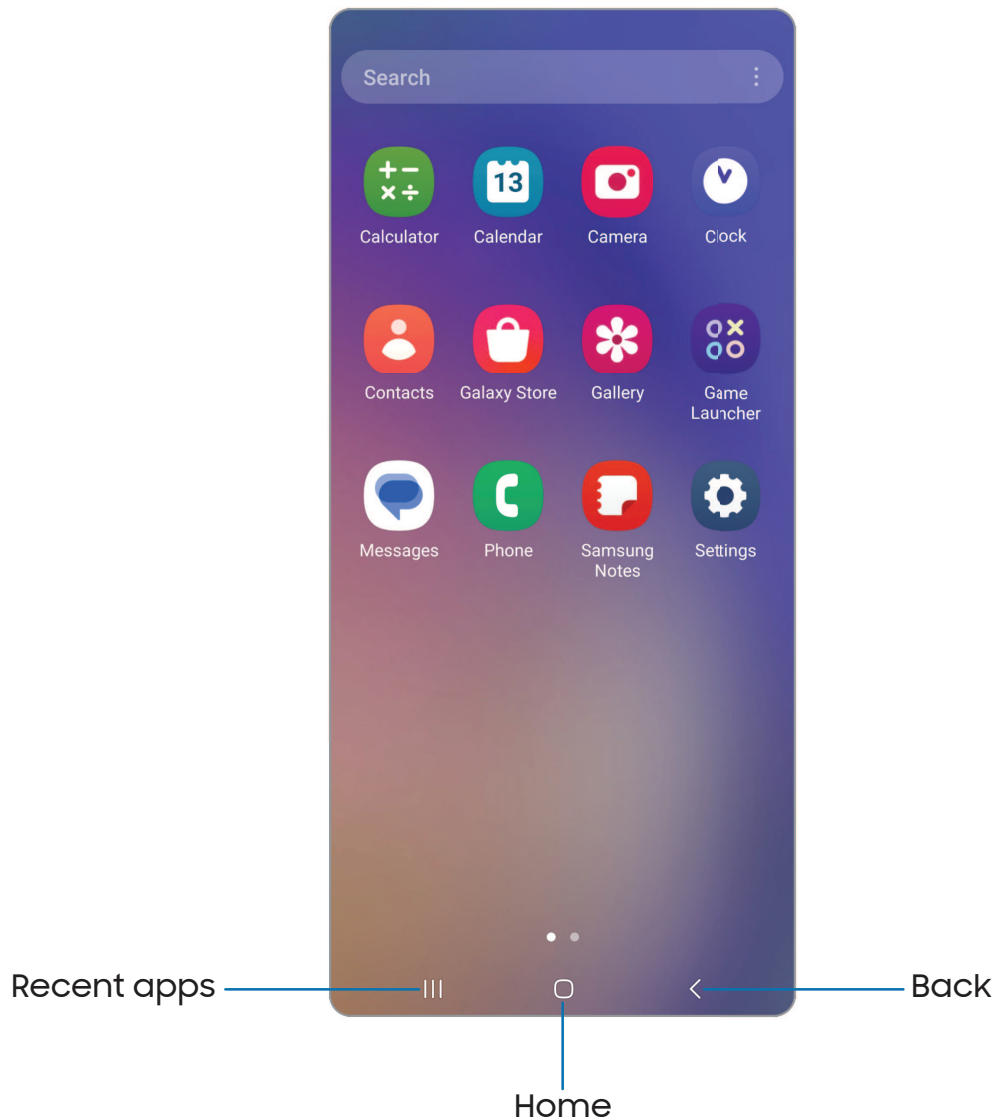 Search
13
Calculator Calendar Camera Clock
Contacts Galaxy Store Gallery Game
Launcher
Messages Phone Samsung Settings
Notes
Recent apps Back
Home